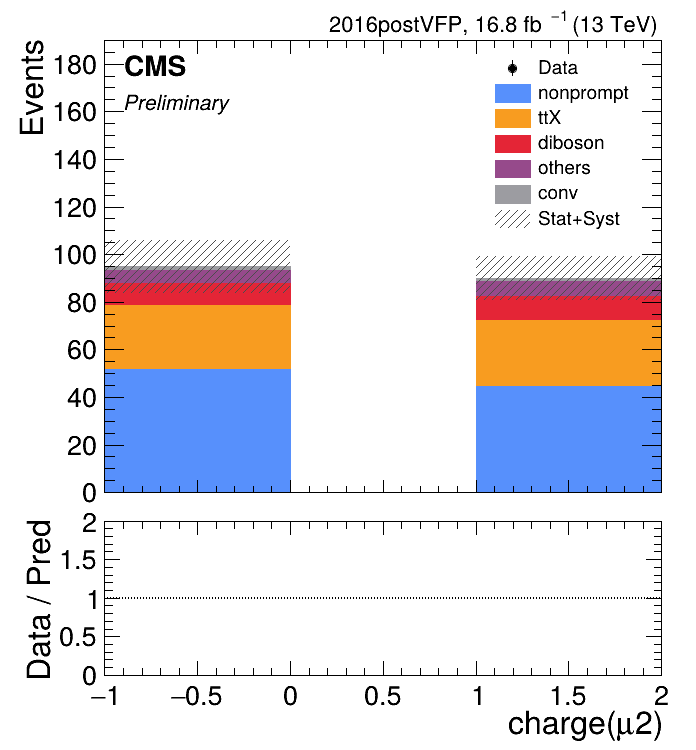 2016postVFP, 16.8 fb⁻¹ (13 TeV)
Events
CMS
Preliminary
180
160
140
120
100
80
60
40
20
0
Data
nonprompt
ttX
diboson
others
conv
Stat+Syst
Data / Pred
2
1.5
1
0.5
0
−1 −0.5 0 0.5 1 1.5 2
charge(μ2)